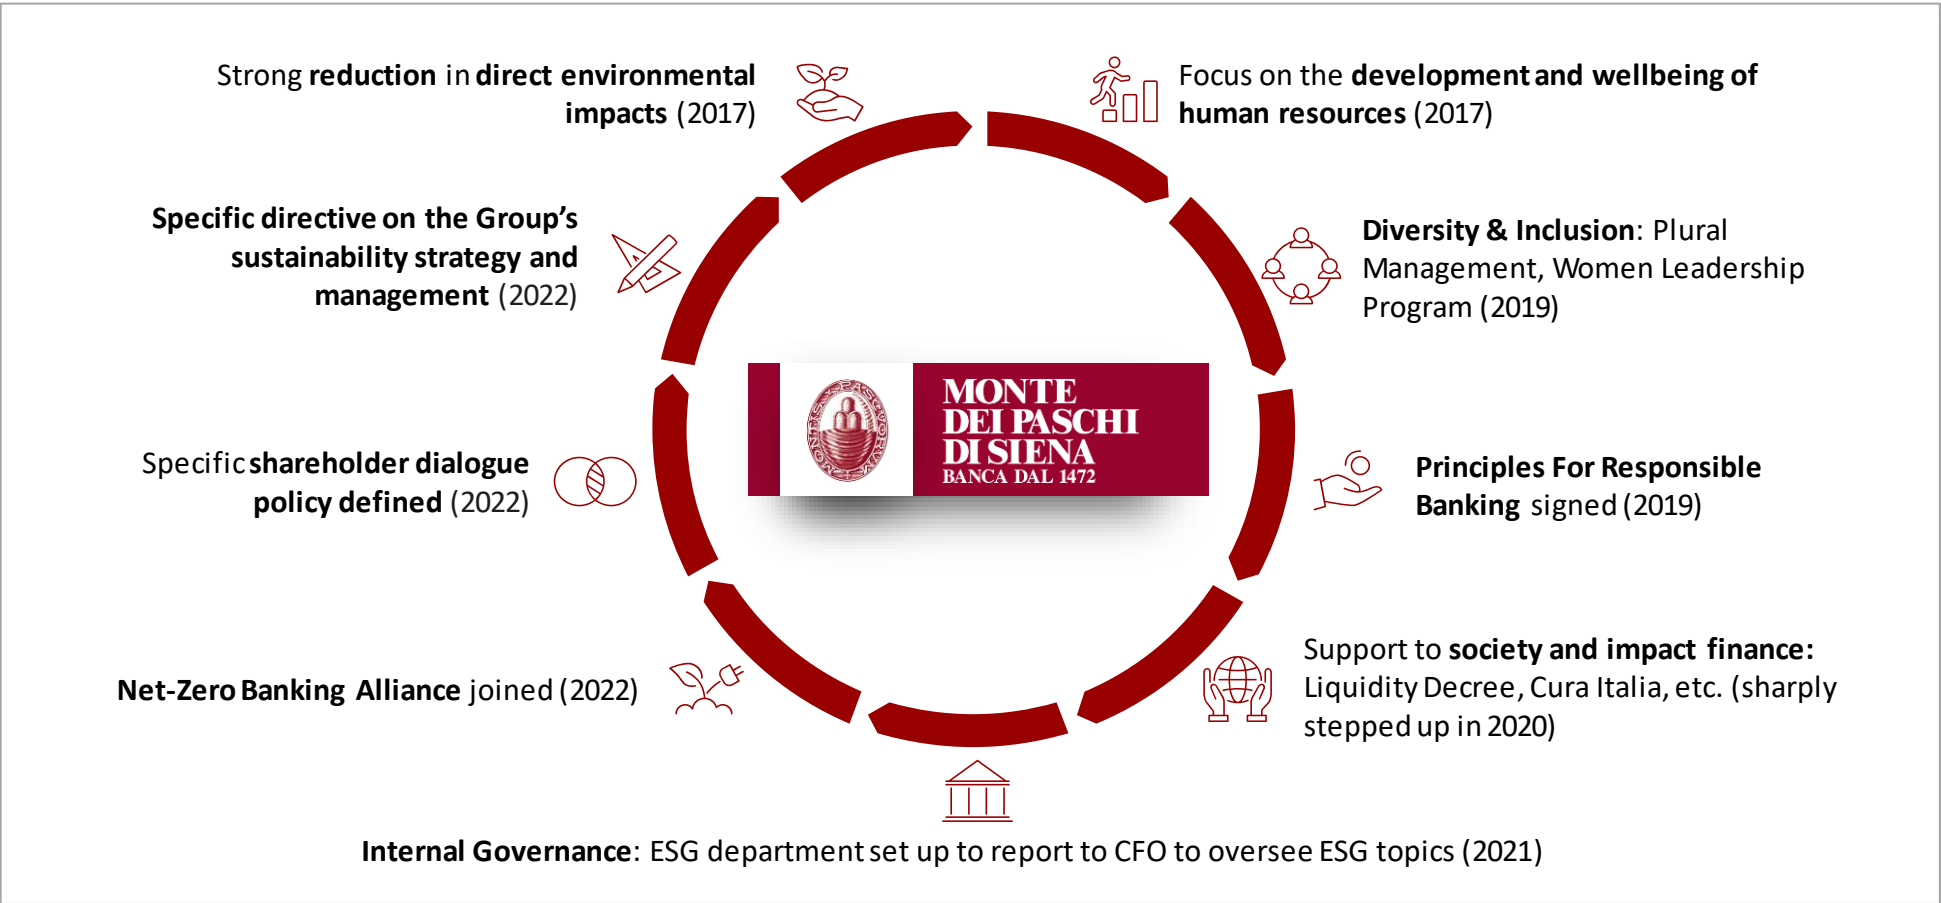 Strong reduction in direct environmental
impacts (2017)
Focus on the development and wellbeing of
human resources (2017)
Specific directive on the Group’s
sustainability strategy and
management (2022)
Diversity & Inclusion: Plural
Management, Women Leadership
Program (2019)
MONTE
DEI PASCHI
DI SIENA
BANCA DAL 1472
Specific shareholder dialogue
policy defined (2022)
Principles For Responsible
Banking signed (2019)
Net-Zero Banking Alliance joined (2022)
Support to society and impact finance:
Liquidity Decree, Cura Italia, etc. (sharply
stepped up in 2020)
Internal Governance: ESG department set up to report to CFO to oversee ESG topics (2021)